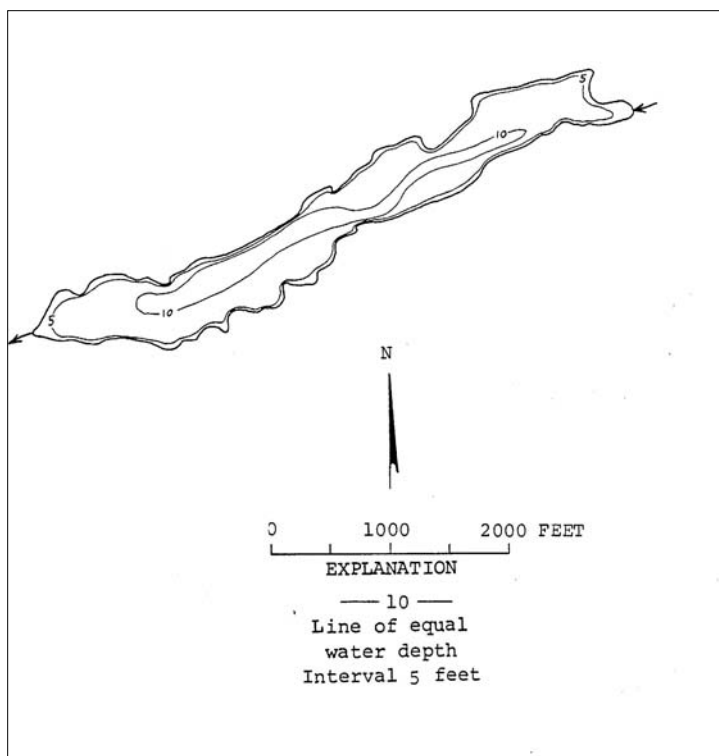 5
10
10
5
N
0 1000 2000 FEET
EXPLANATION
10
Line of equal
water depth
Interval 5 feet